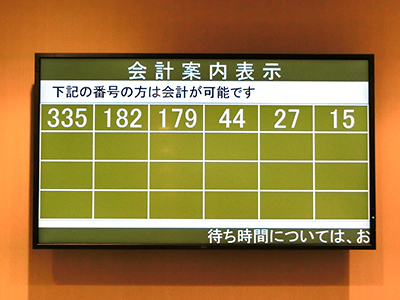 会計案内表示
下記の番号の方は会計が可能です
335 182 179 44 27 15
待ち時間については、お